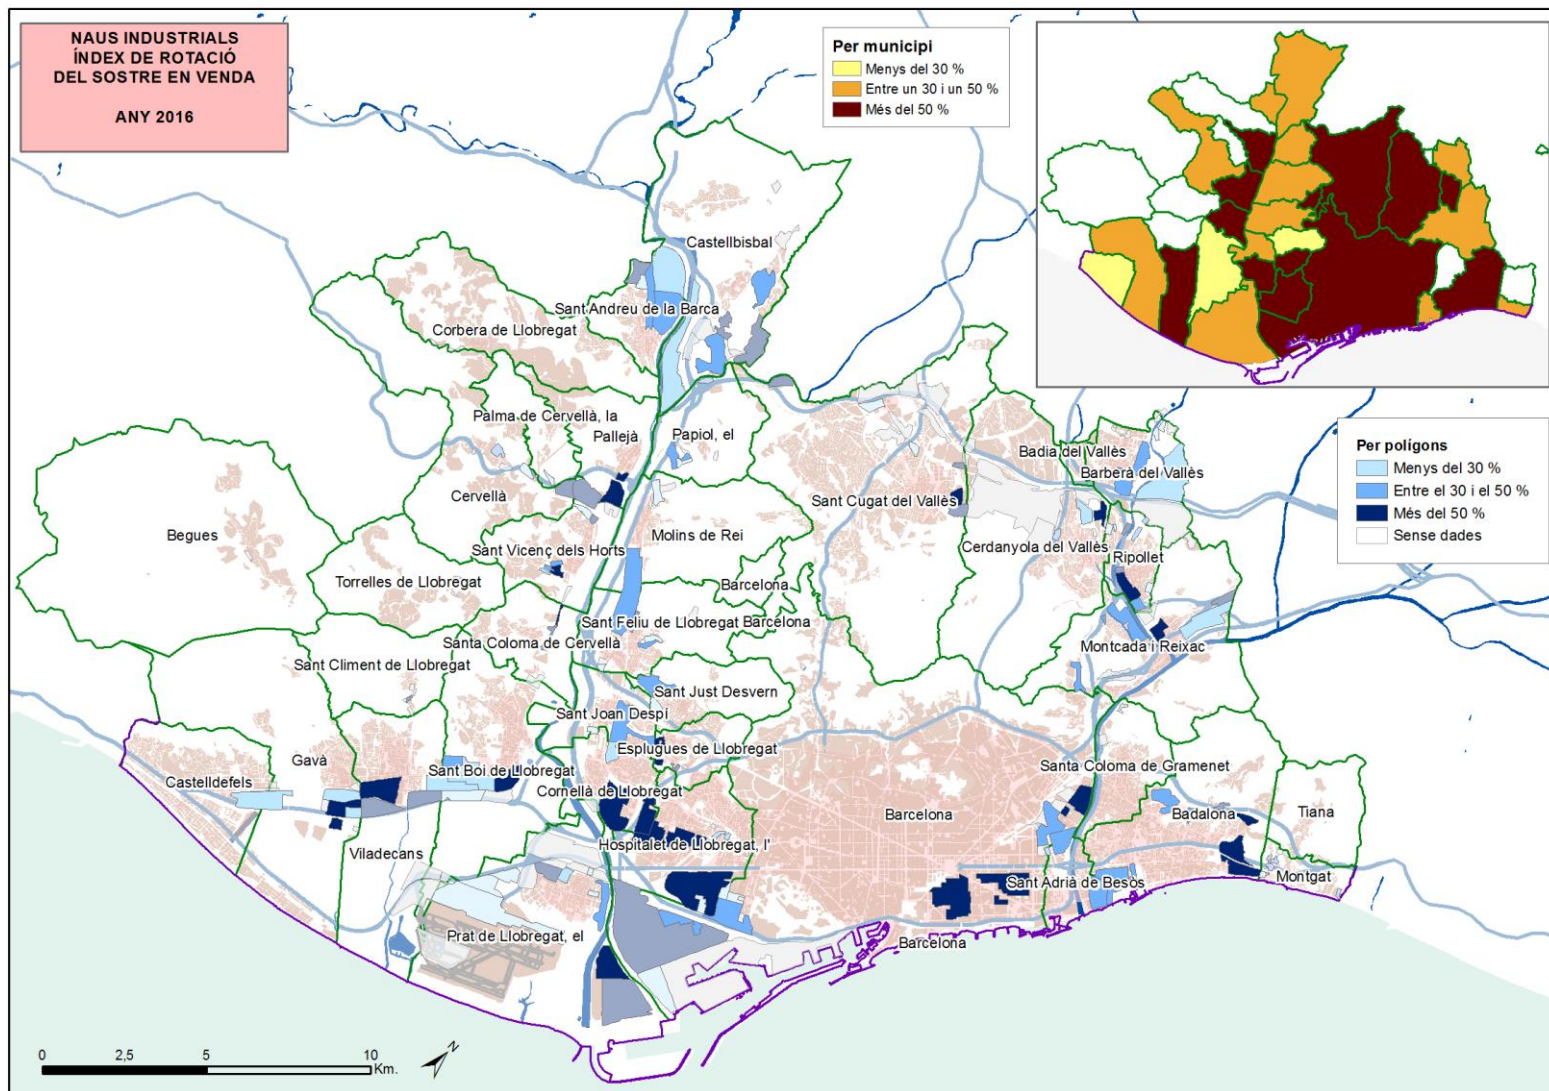 NAUS INDUSTRIALS
ÍNDEX DE ROTACIÓ
DEL SOSTRE EN VENDA
ANY 2016
Per municipi
Menys del 30 %
Entre un 30 i un 50 %
Més del 50 %
Per polígons
Menys del 30 %
Entre el 30 i el 50 %
Més del 50 %
Sense dades
Castellbisbal
Sant Andreu de la Barca
Corbera de Llobregat
Palma de Cervellà, la
Pallejà
Papiol, el
Badia del Vallès
Barberà del Vallès
Cervellà
Sant Cugat del Vallès
Begues
Molins de Rei
Cerdanyola del Vallès
Sant Vicenç dels Horts
Ripollet
Torrelles de Llobregat
Barcelona
Sant Feliu de Llobregat
Barcelona
Santa Coloma de Cervellà
Montcada i Reixac
Sant Climent de Llobregat
Sant Just Desvern
Sant Joan Despí
Esplugues de Llobregat
Gavà
Sant Boi de Llobregat
Santa Coloma de Gramenet
Castelldefels
Cornellà de Llobregat
Barcelona
Badalona
Tiana
Hospitalet de Llobregat, l'
Viladecans
Sant Adrià de Besòs
Montgat
Prat de Llobregat, el
Barcelona
0 2,5 5 10
Km.
N